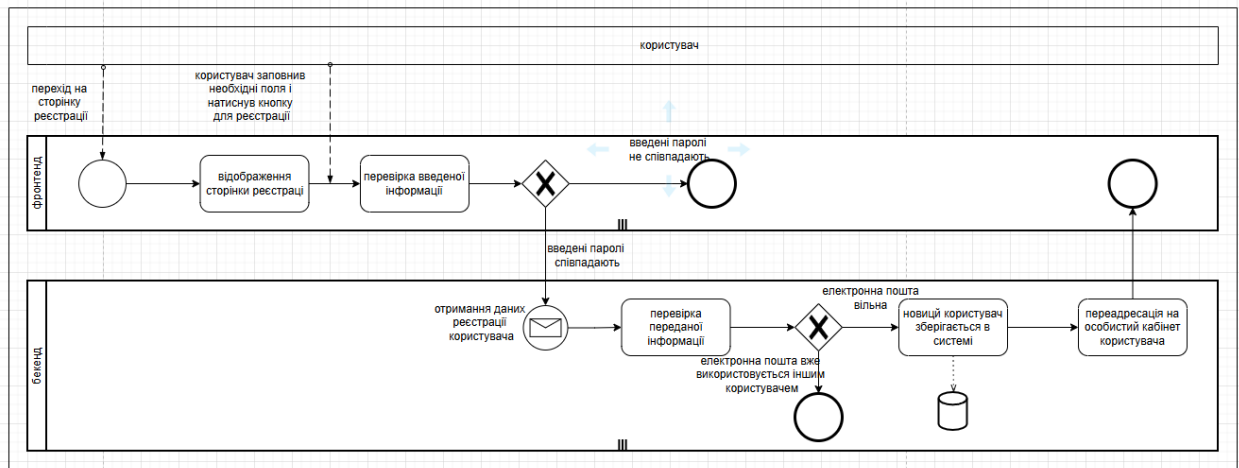 користувач
перехід на
сторінку
реєстрації
користувач заповнив
необхідні поля і
натиснув кнопку
для реєстрації
фронтенд
відображення
сторінки реєстраці
перевірка введеної
інформації
введені паролі
не співпадають
введені паролі
співпадають
бекенд
отримання даних
реєстрації
користувача
перевірка
переданої
інформації
електронна пошта
вільна
електронна пошта вже
використовується іншим
користувачем
новицй користувач
зберігається в
системі
переадресація на
особистий кабінет
користувача